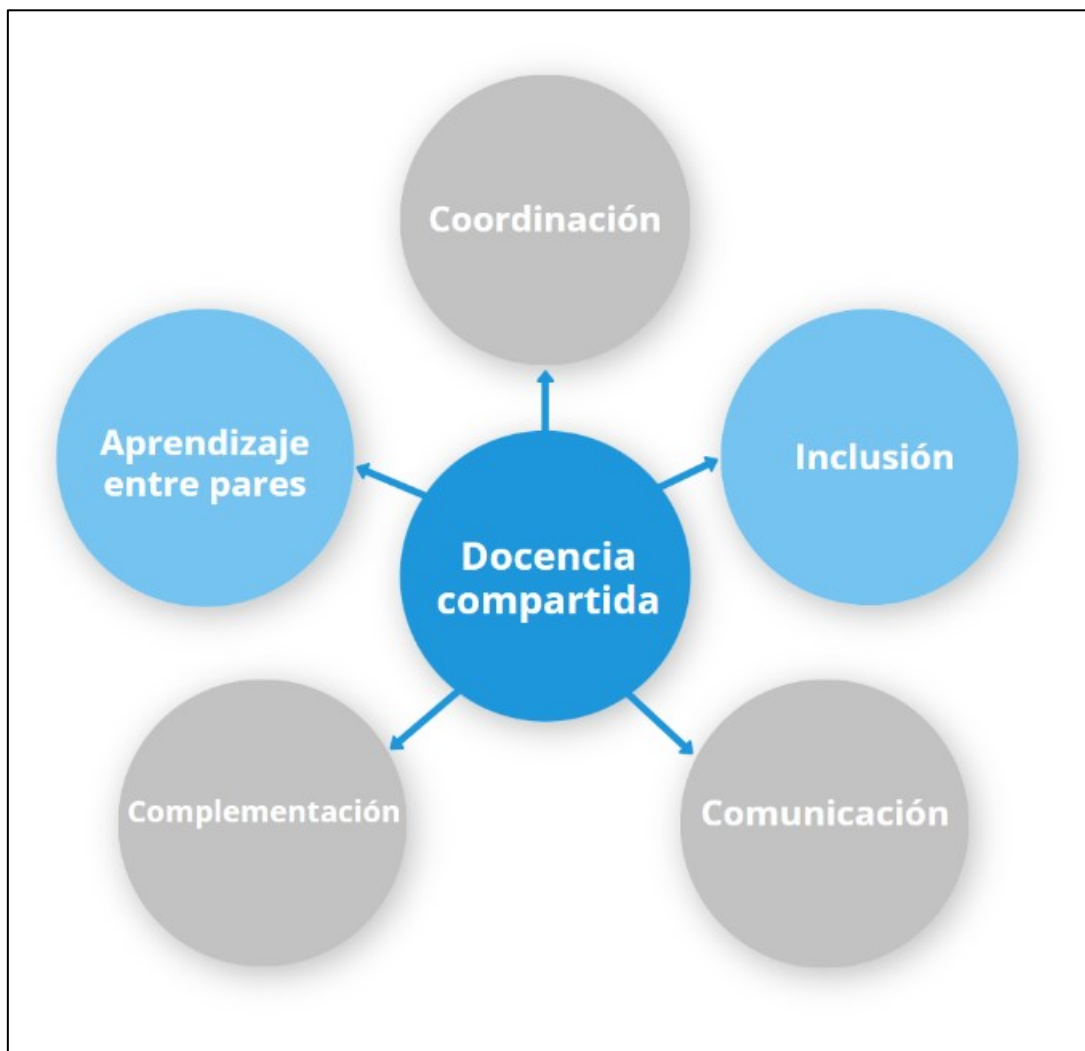 Coordinación
Aprendizaje
entre pares
Inclusión
Docencia
compartida
Complementación
Comunicación